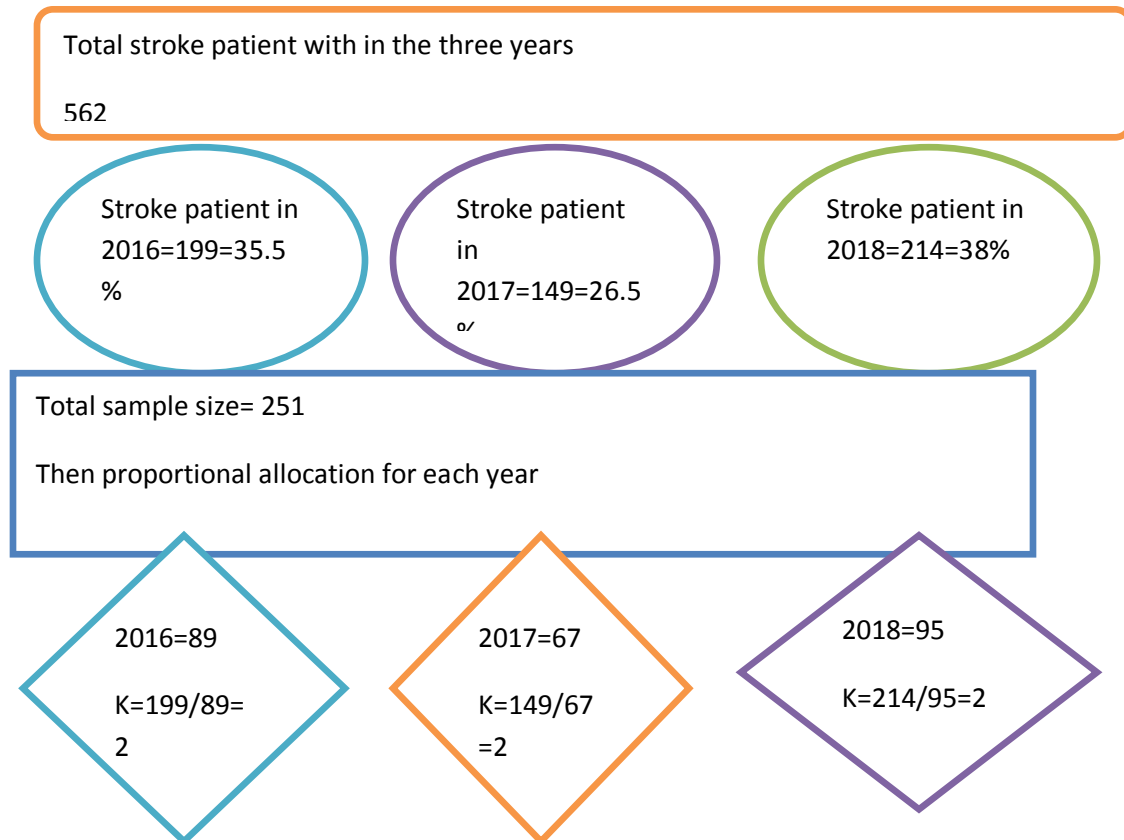 Total stroke patient with in the three years
562
Stroke patient in
2016=199=35.5
%
Stroke patient
in
2017=149=26.5
%
Stroke patient in
2018=214=38%
Total sample size= 251
Then proportional allocation for each year
2016=89
K=199/89=
2
2017=67
K=149/67
=2
2018=95
K=214/95=2